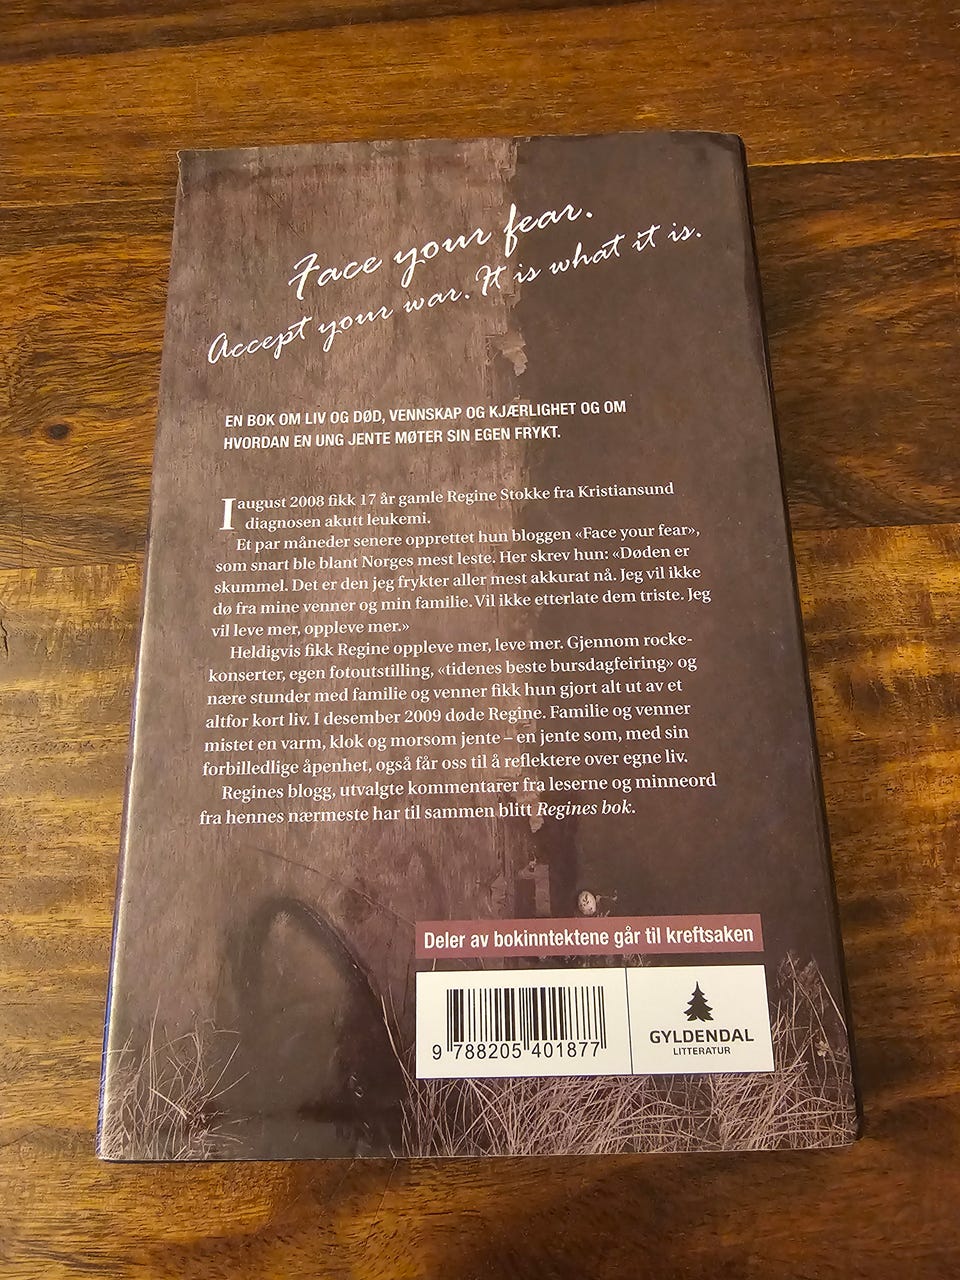 Face your fear.
Accept your war. It is what it is.
EN BOK OM LIV OG DØD, VENNSKAP OG KJÆRLIGHET OG OM
HVORDAN EN UNG JENTE MØTER SIN EGEN FRYKT.
I august 2008 fikk 17 år gamle Regine Stokke fra Kristiansund
diagnosen akutt leukemi.
Et par måneder senere opprettet hun bloggen «Face your fear»,
som snart ble blant Norges mest leste. Her skrev hun: «Døden er
skummel. Det er den jeg frykter aller mest akkurat nå. Jeg vil ikke
dø fra mine venner og min familie. Vil ikke etterlate dem triste. Jeg
vil leve mer, oppleve mer.»
Heldigvis fikk Regine oppleve mer, leve mer. Gjennom rocke-
konserter, egen fotoutstilling, «tidenes beste bursdagfeiring» og
nære stunder med familie og venner fikk hun gjort alt ut av et
altfor kort liv. I desember 2009 døde Regine. Familie og venner
mistet en varm, klok og morsom jente – en jente som, med sin
forbilledlige åpenhet, også får oss til å reflektere over egne liv.
Regines blogg, utvalgte kommentarer fra leserne og minneord
fra hennes nærmeste har til sammen blitt Regines bok.
Deler av bokinntektene går til kreftsaken
9 788205 401877
GYLDENDAL
LITTERATUR